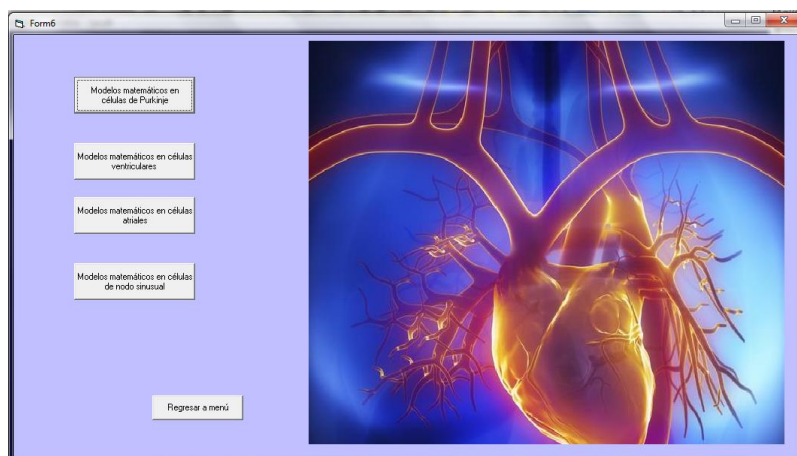 Form6
Modelos matemáticos en
células de Purkinje
Modelos matemáticos en células
ventriculares
Modelos matemáticos en células
atriales
Modelos matemáticos en células
de nodo sinusual
Regresar a menú